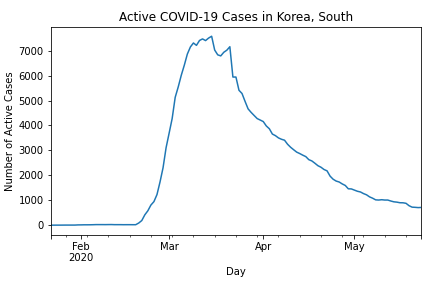 Active COVID-19 Cases in Korea, South
Number of Active Cases
7000
6000
5000
4000
3000
2000
1000
0
Feb Mar Apr May
2020
Day